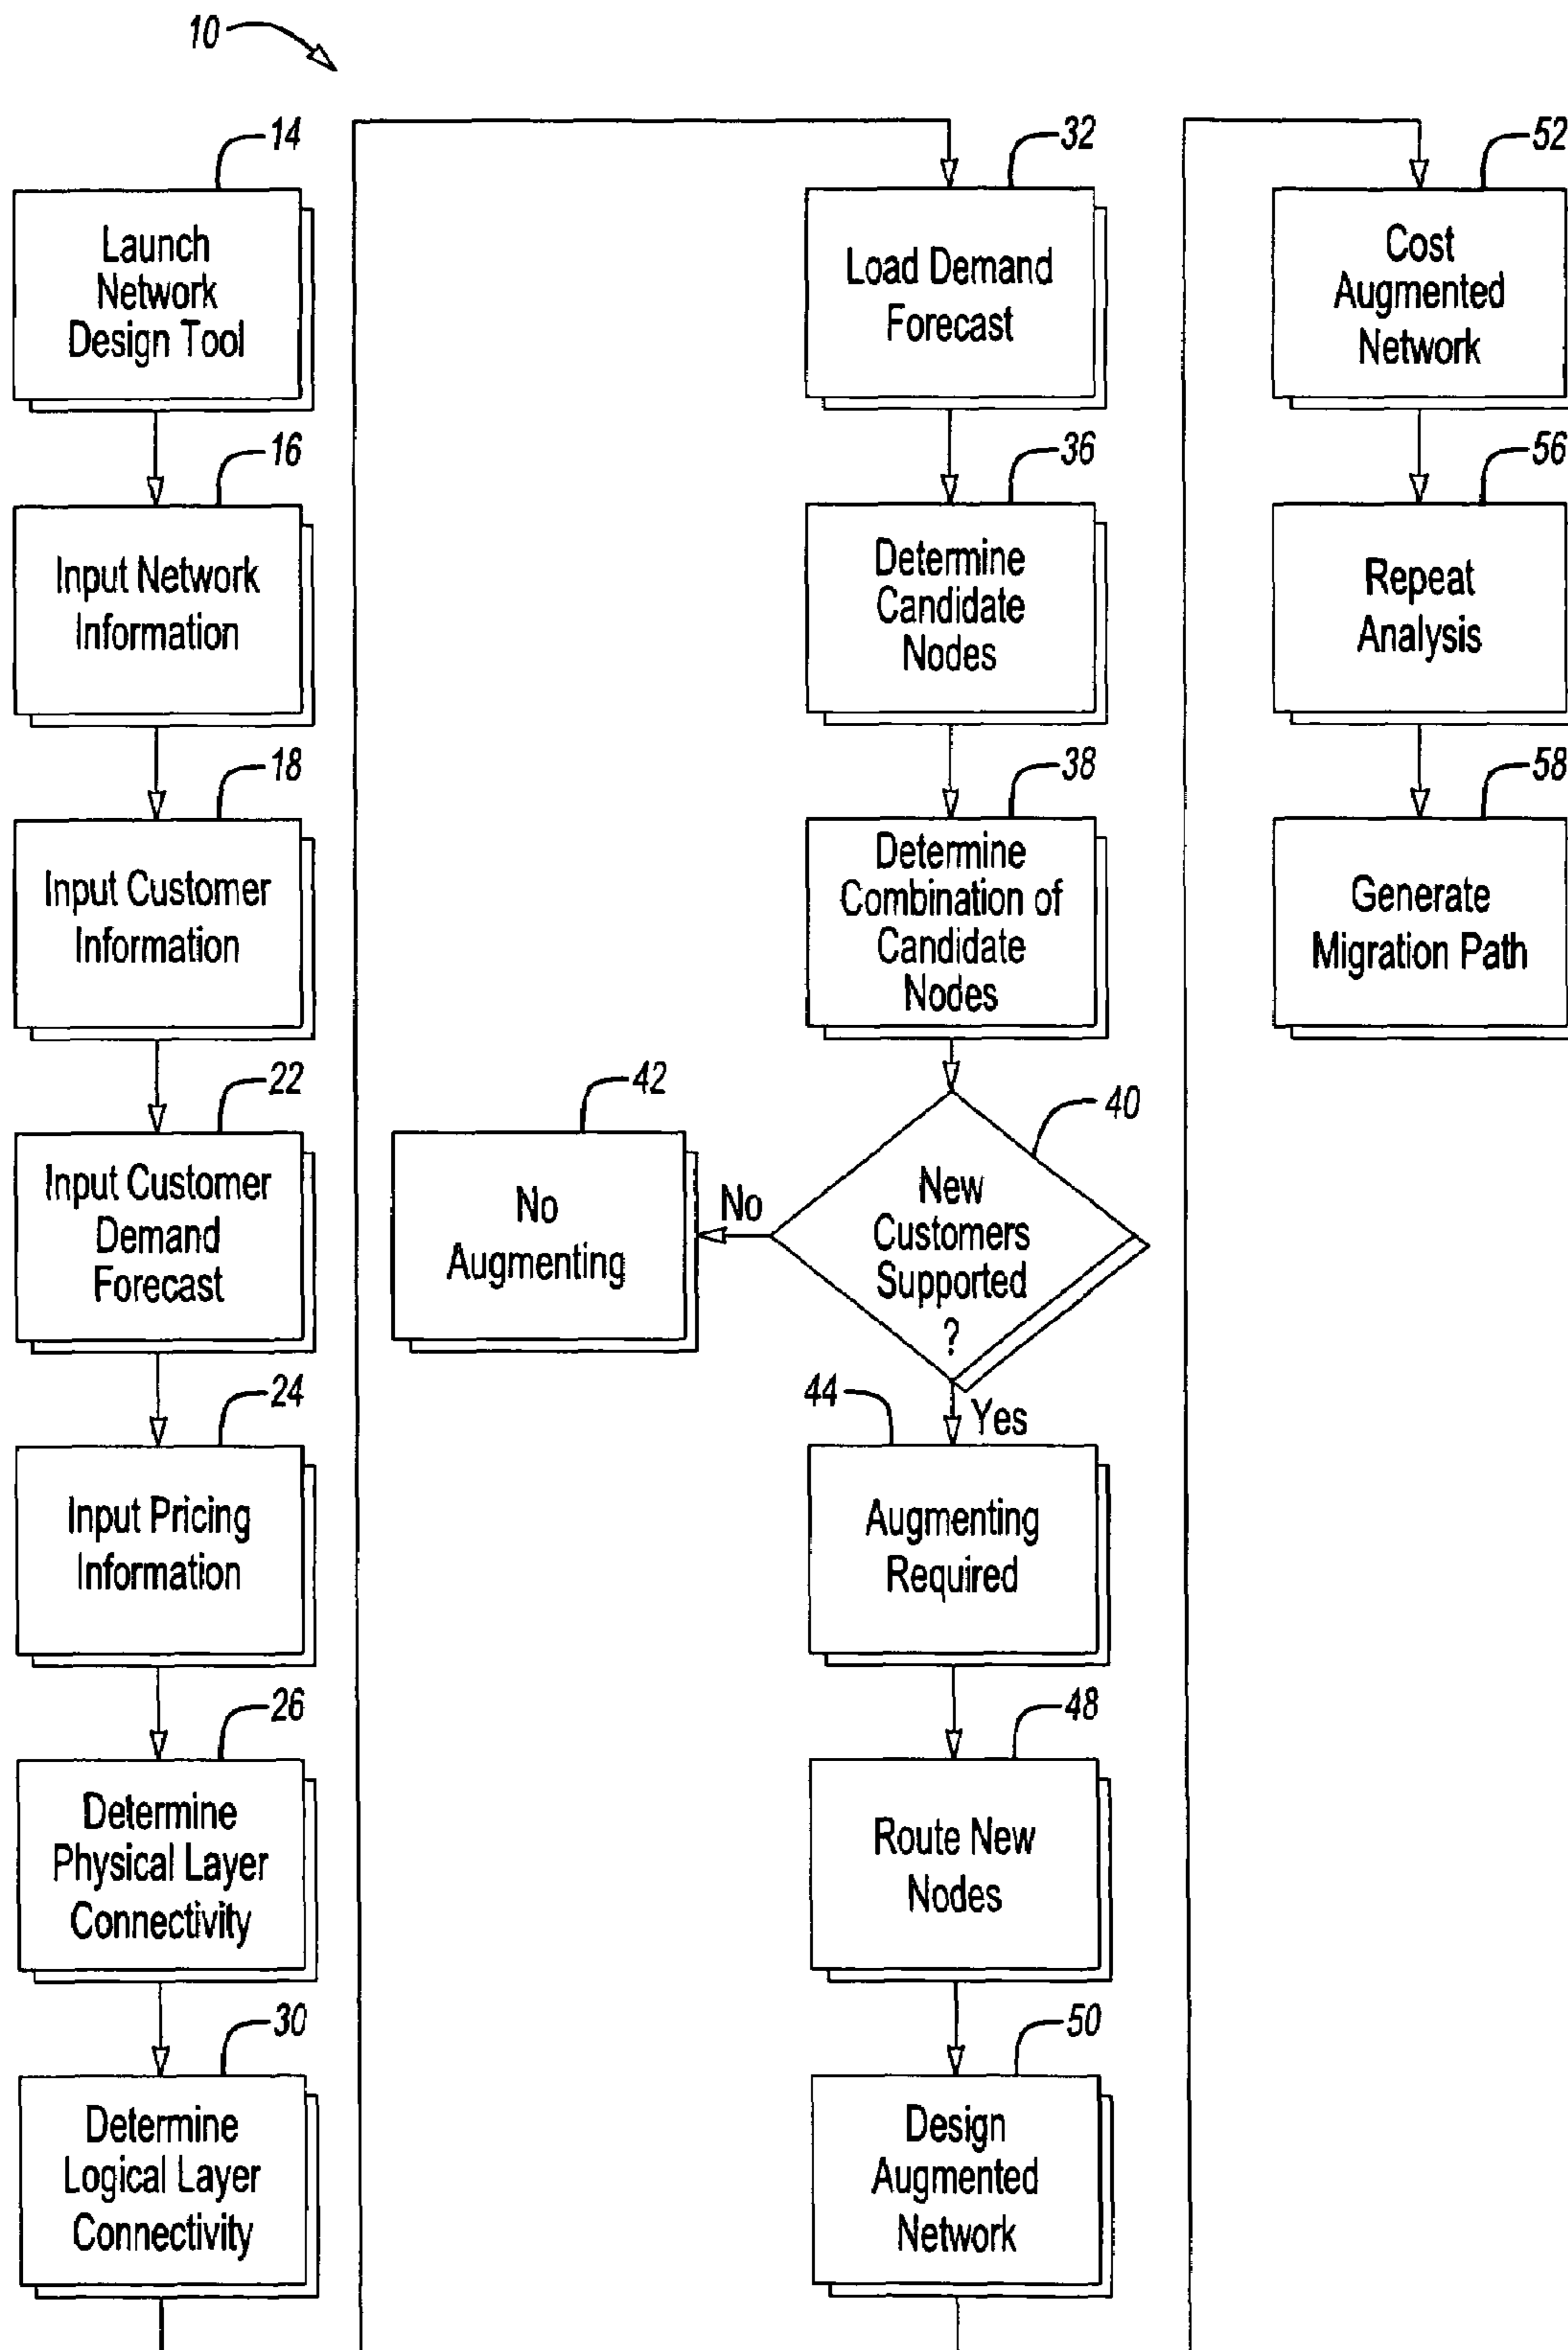 10
14
Launch
Network
Design Tool
16
Input Network
Information
18
Input Customer
Information
22
Input Customer
Demand
Forecast
24
Input Pricing
Information
26
Determine
Physical Layer
Connectivity
30
Determine
Logical Layer
Connectivity
32
Load Demand
Forecast
36
Determine
Candidate
Nodes
38
Determine
Combination of
Candidate
Nodes
40
New
Customers
Supported
?
No
42
No
Augmenting
Yes
44
Augmenting
Required
48
Route New
Nodes
50
Design
Augmented
Network
52
Cost
Augmented
Network
56
Repeat
Analysis
58
Generate
Migration Path